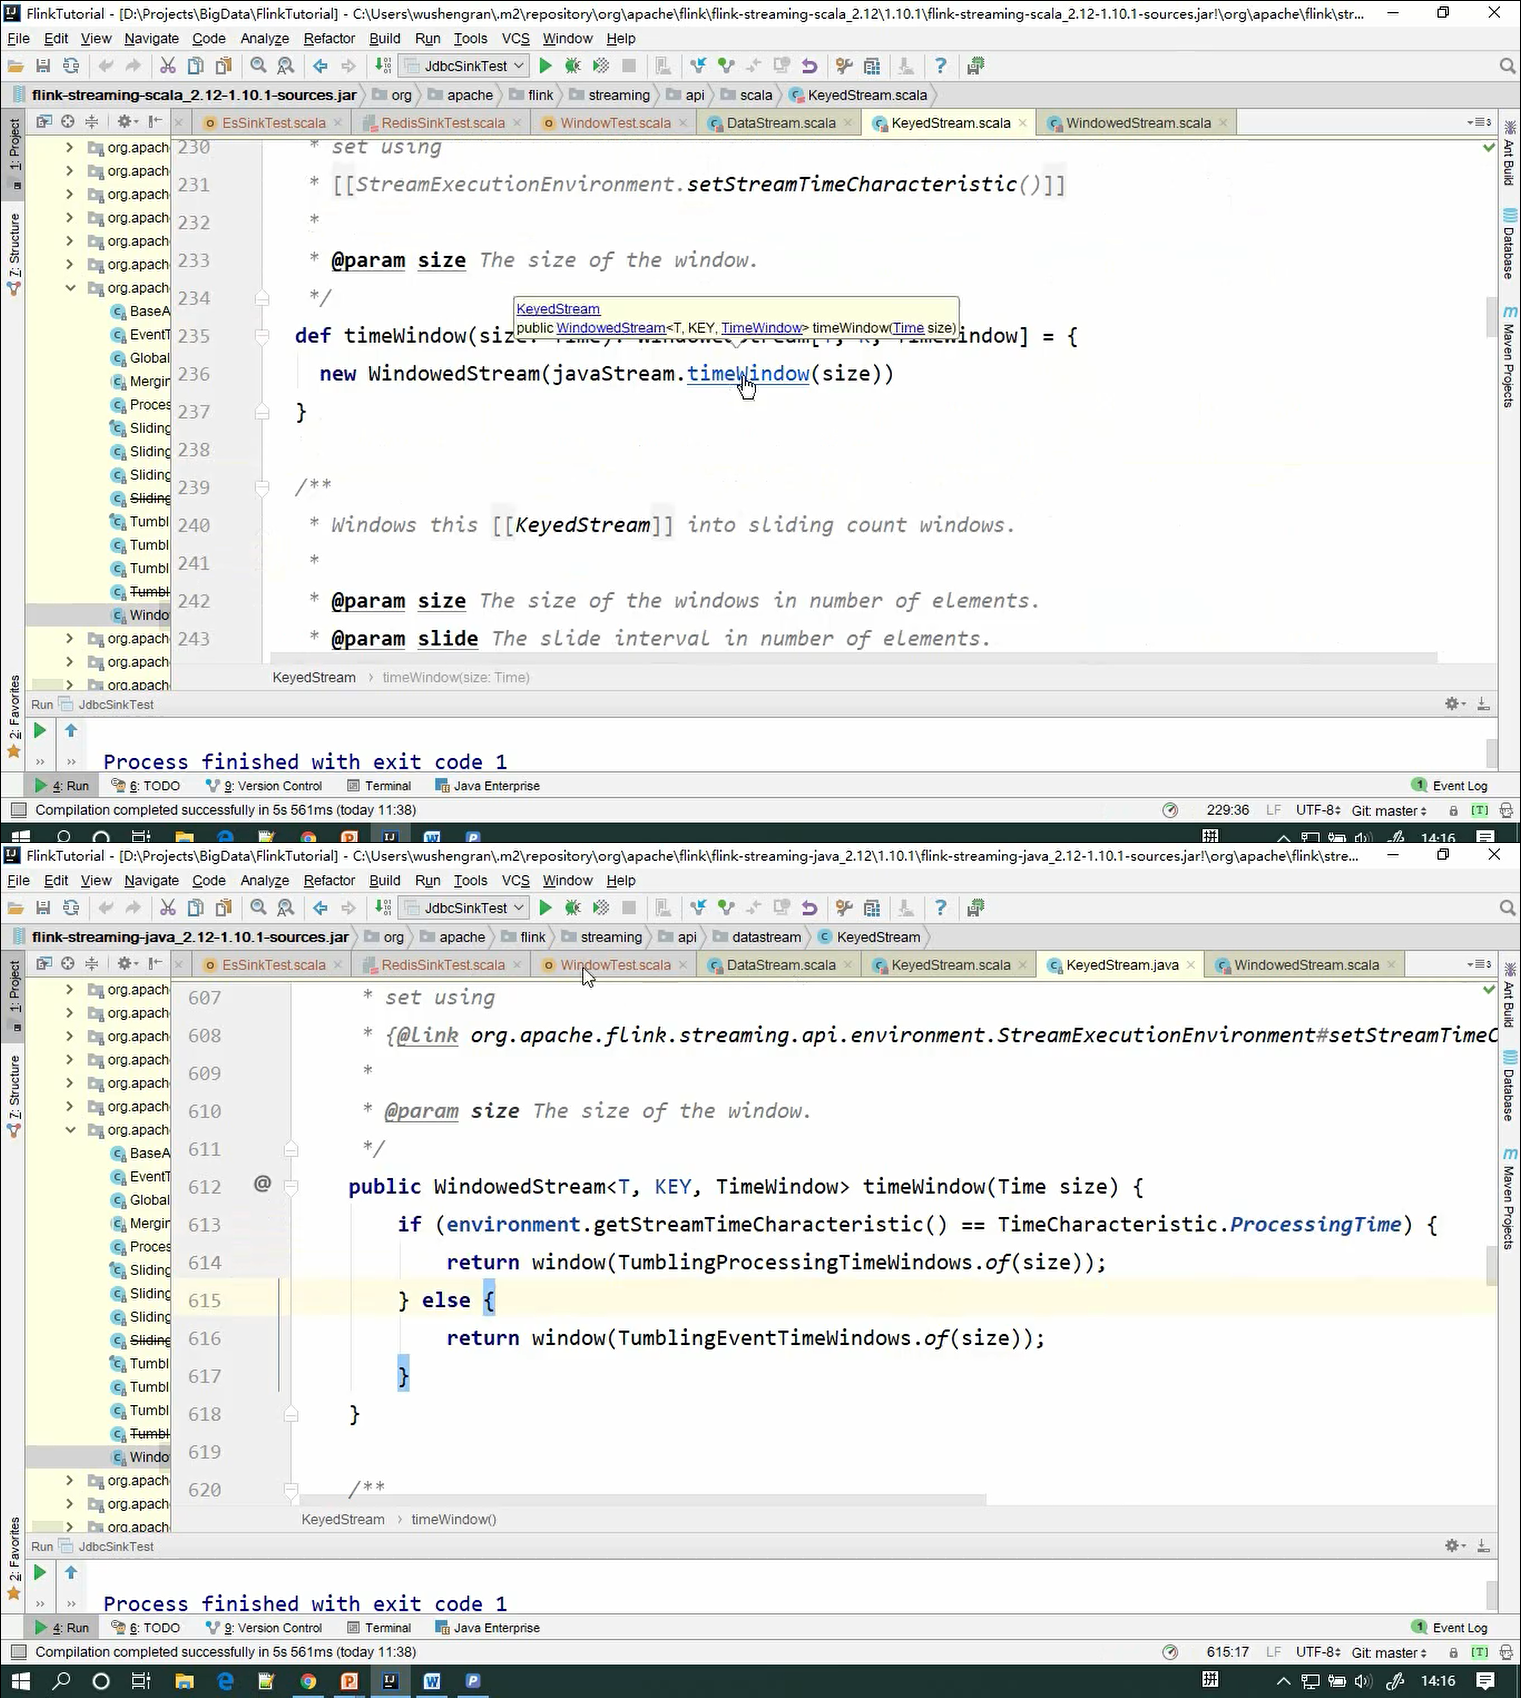 FlinkTutorial - [D:\Projects\BigData\FlinkTutorial] - C:\Users\wushengran\.m2\repository\org\apache\flink\flink-streaming-scala_2.12\1.10.1\flink-streaming-scala_2.12-1.10.1-sources.jar!\org\apache\flink\str...
File Edit View Navigate Code Analyze Refactor Build Run Tools VCS Window Help
JdbcSinkTest
flink-streaming-scala_2.12-1.10.1-sources.jar org apache flink streaming api scala KeyedStream.scala
EsSinkTest.scala RedisSinkTest.scala WindowTest.scala DataStream.scala KeyedStream.scala WindowedStream.scala
1: Project
7: Structure
2: Favorites
Ant Build
Database
Maven Projects
org.apach
org.apach
org.apach
org.apach
org.apach
org.apach
org.apach
BaseA
EventT
Global
Mergin
Proces
Sliding
Sliding
Sliding
Sliding
Tumbl
Tumbl
Tumbl
Tumbl
Windo
org.apach
org.apach
org.apach
230 * set using
231 * [[StreamExecutionEnvironment.setStreamTimeCharacteristic()]]
232 *
233 * @param size The size of the window.
234 */
KeyedStream
public WindowedStream<T, KEY, TimeWindow> timeWindow(Time size)
235 def timeWindow(size: Time): WindowedStream[T, K, TimeWindow] = {
236 new WindowedStream(javaStream.timeWindow(size))
237 }
238
239 /**
240 * Windows this [[KeyedStream]] into sliding count windows.
241 *
242 * @param size The size of the windows in number of elements.
243 * @param slide The slide interval in number of elements.
KeyedStream › timeWindow(size: Time)
Run JdbcSinkTest
Process finished with exit code 1
4: Run 6: TODO 9: Version Control Terminal Java Enterprise 1 Event Log
Compilation completed successfully in 5s 561ms (today 11:38) 229:36 LF UTF-8 Git: master [T]
拼 14:16
FlinkTutorial - [D:\Projects\BigData\FlinkTutorial] - C:\Users\wushengran\.m2\repository\org\apache\flink\flink-streaming-java_2.12\1.10.1\flink-streaming-java_2.12-1.10.1-sources.jar!\org\apache\flink\stre...
File Edit View Navigate Code Analyze Refactor Build Run Tools VCS Window Help
JdbcSinkTest
flink-streaming-java_2.12-1.10.1-sources.jar org apache flink streaming api datastream KeyedStream
EsSinkTest.scala RedisSinkTest.scala WindowTest.scala DataStream.scala KeyedStream.scala KeyedStream.java WindowedStream.scala
1: Project
7: Structure
2: Favorites
Ant Build
Database
Maven Projects
org.apach
org.apach
org.apach
org.apach
org.apach
org.apach
org.apach
BaseA
EventT
Global
Mergin
Proces
Sliding
Sliding
Sliding
Sliding
Tumbl
Tumbl
Tumbl
Tumbl
Windo
org.apach
org.apach
org.apach
607 * set using
608 * {@link org.apache.flink.streaming.api.environment.StreamExecutionEnvironment#setStreamTimeC
609 *
610 * @param size The size of the window.
611 */
612 @ public WindowedStream<T, KEY, TimeWindow> timeWindow(Time size) {
613 if (environment.getStreamTimeCharacteristic() == TimeCharacteristic.ProcessingTime) {
614 return window(TumblingProcessingTimeWindows.of(size));
615 } else {
616 return window(TumblingEventTimeWindows.of(size));
617 }
618 }
619
620 /**
KeyedStream › timeWindow()
Run JdbcSinkTest
Process finished with exit code 1
4: Run 6: TODO 9: Version Control Terminal Java Enterprise 1 Event Log
Compilation completed successfully in 5s 561ms (today 11:38) 615:17 LF UTF-8 Git: master [T]
拼 14:16